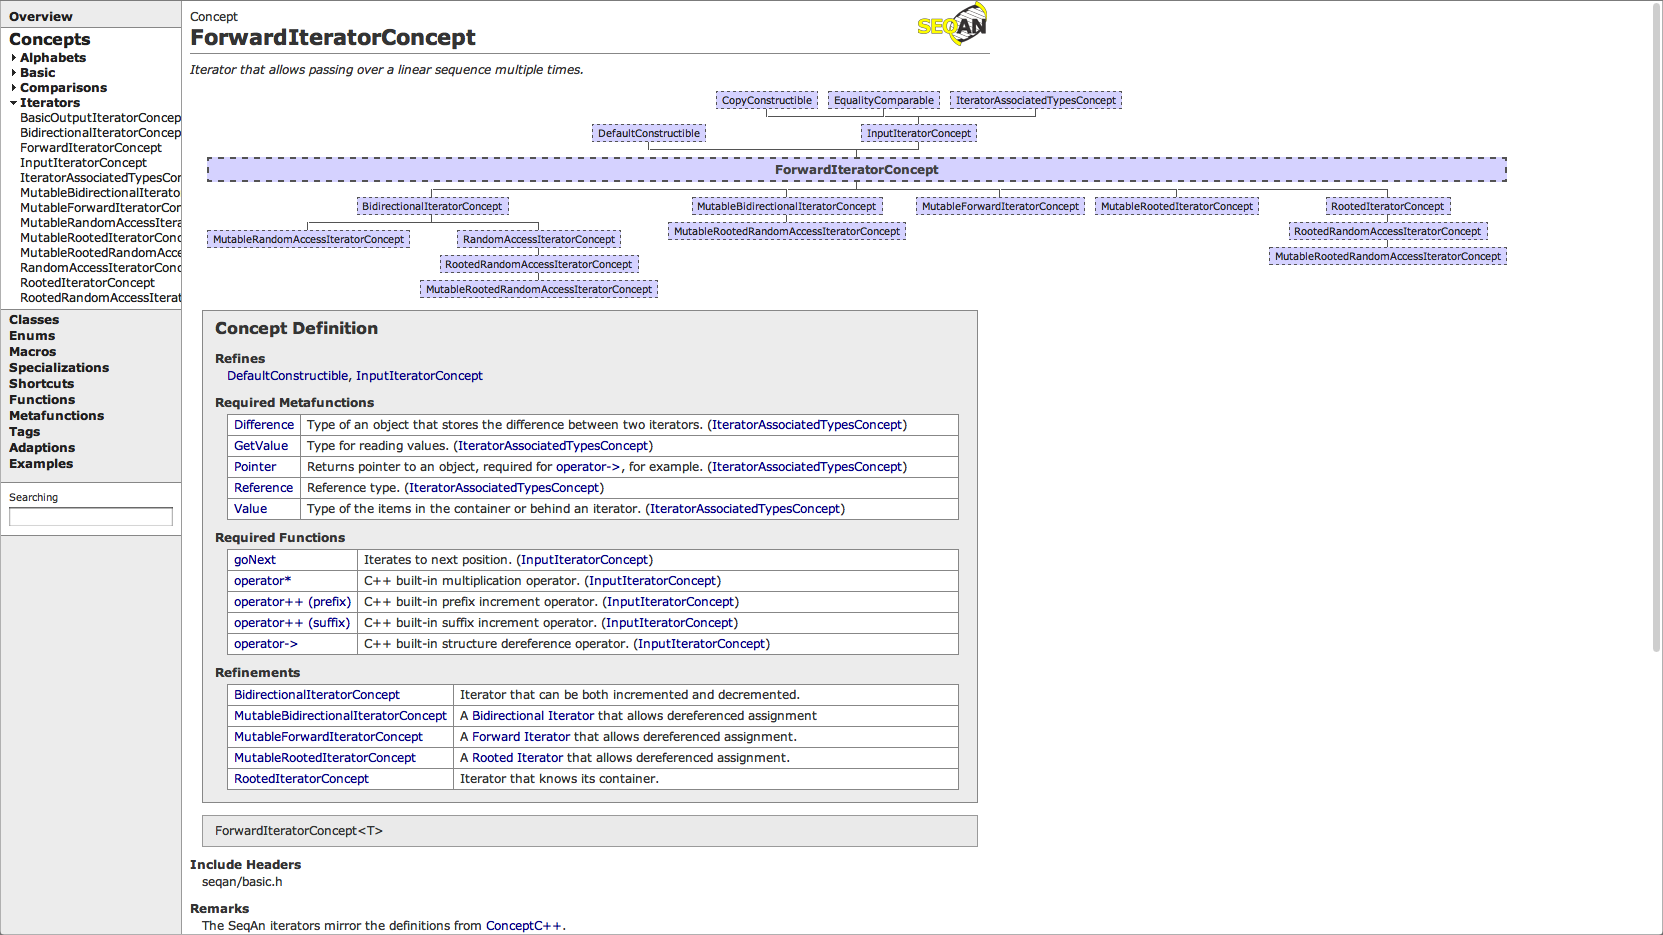 Overview
Concepts
Alphabets
Basic
Comparisons
Iterators
BasicOutputIteratorConcep
BidirectionalIteratorConcep
ForwardIteratorConcept
InputIteratorConcept
IteratorAssociatedTypesCor
MutableBidirectionalIterato
MutableForwardIteratorCor
MutableRandomAccessItera
MutableRootedIteratorConc
MutableRootedRandomAcce
RandomAccessIteratorConc
RootedIteratorConcept
RootedRandomAccessIterat
Classes
Enums
Macros
Specializations
Shortcuts
Functions
Metafunctions
Tags
Adaptions
Examples
Searching
Concept
ForwardIteratorConcept
SEQAN
Iterator that allows passing over a linear sequence multiple times.
CopyConstructible EqualityComparable IteratorAssociatedTypesConcept
DefaultConstructible InputIteratorConcept
ForwardIteratorConcept
BidirectionalIteratorConcept MutableBidirectionalIteratorConcept MutableForwardIteratorConcept MutableRootedIteratorConcept RootedIteratorConcept
MutableRandomAccessIteratorConcept RandomAccessIteratorConcept MutableRootedRandomAccessIteratorConcept RootedRandomAccessIteratorConcept
RootedRandomAccessIteratorConcept MutableRootedRandomAccessIteratorConcept
MutableRootedRandomAccessIteratorConcept
Concept Definition
Refines
DefaultConstructible, InputIteratorConcept
Required Metafunctions
Difference Type of an object that stores the difference between two iterators. (IteratorAssociatedTypesConcept)
GetValue Type for reading values. (IteratorAssociatedTypesConcept)
Pointer Returns pointer to an object, required for operator->, for example. (IteratorAssociatedTypesConcept)
Reference Reference type. (IteratorAssociatedTypesConcept)
Value Type of the items in the container or behind an iterator. (IteratorAssociatedTypesConcept)
Required Functions
goNext Iterates to next position. (InputIteratorConcept)
operator* C++ built-in multiplication operator. (InputIteratorConcept)
operator++ (prefix) C++ built-in prefix increment operator. (InputIteratorConcept)
operator++ (suffix) C++ built-in suffix increment operator. (InputIteratorConcept)
operator-> C++ built-in structure dereference operator. (InputIteratorConcept)
Refinements
BidirectionalIteratorConcept Iterator that can be both incremented and decremented.
MutableBidirectionalIteratorConcept A Bidirectional Iterator that allows dereferenced assignment
MutableForwardIteratorConcept A Forward Iterator that allows dereferenced assignment.
MutableRootedIteratorConcept A Rooted Iterator that allows dereferenced assignment.
RootedIteratorConcept Iterator that knows its container.
ForwardIteratorConcept<T>
Include Headers
seqan/basic.h
Remarks
The SeqAn iterators mirror the definitions from ConceptC++.